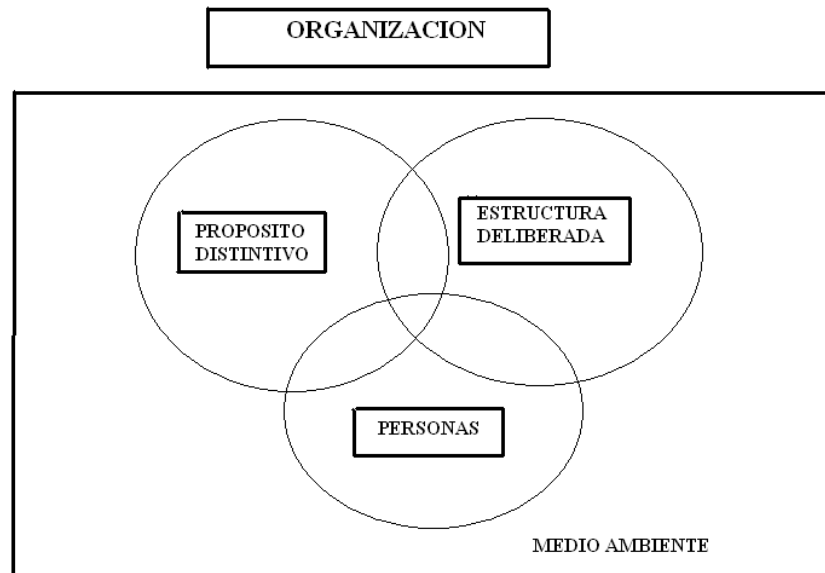 ORGANIZACION
PROPOSITO
DISTINTIVO
ESTRUCTURA
DELIBERADA
PERSONAS
MEDIO AMBIENTE